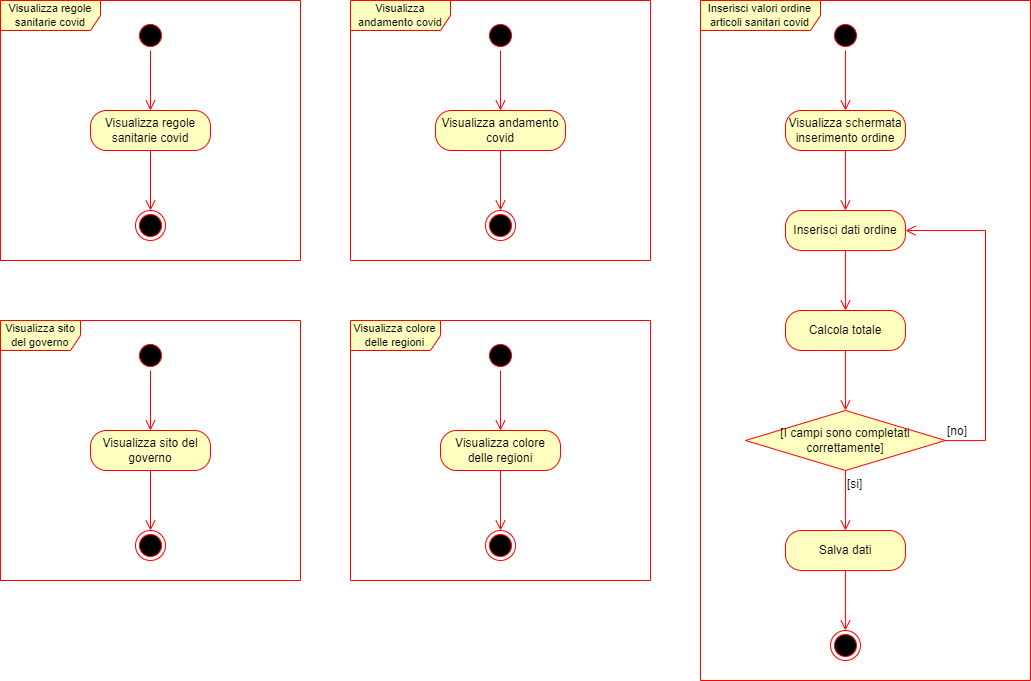 Visualizza regole
sanitarie covid
Visualizza regole
sanitarie covid
Visualizza
andamento covid
Visualizza andamento
covid
Inserisci valori ordine
articoli sanitari covid
Visualizza schermata
inserimento ordine
Inserisci dati ordine
Calcola totale
[I campi sono completati
correttamente]
[no]
[si]
Salva dati
Visualizza sito
del governo
Visualizza sito del
governo
Visualizza colore
delle regioni
Visualizza colore
delle regioni